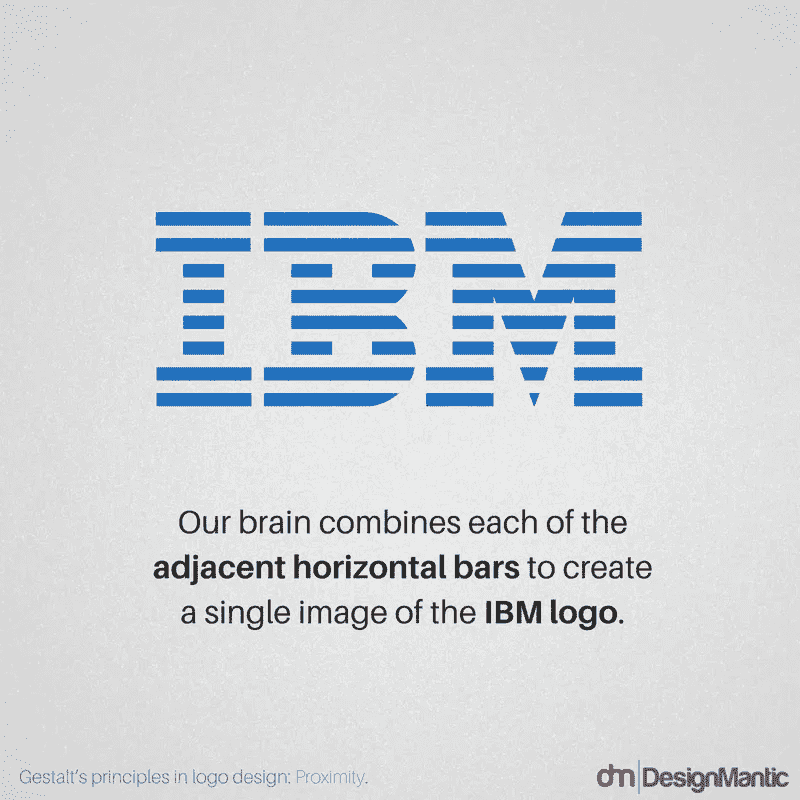 IBM
Our brain combines each of the
adjacent horizontal bars to create
a single image of the IBM logo.
Gestalt's principles in logo design: Proximity.
dm DesignMantic